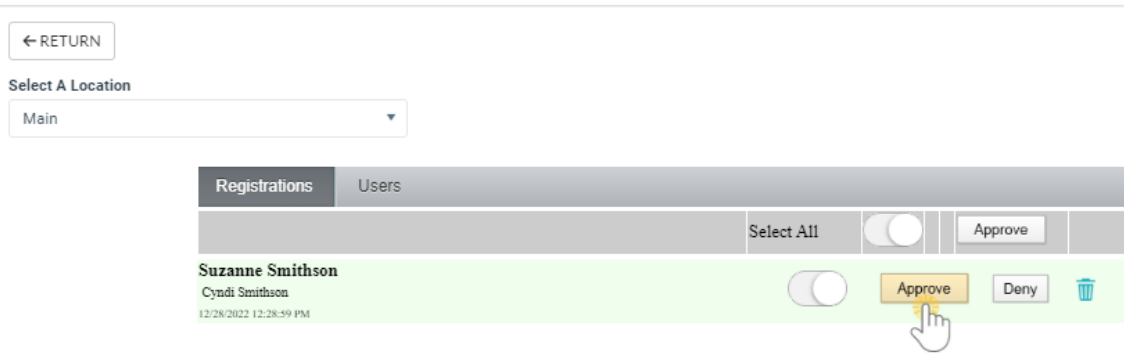 ←RETURN
Select A Location
Main
Registrations Users
Select All Approve
Suzanne Smithson
Cyndi Smithson
12/28/2022 12:28:59 PM
Approve Deny